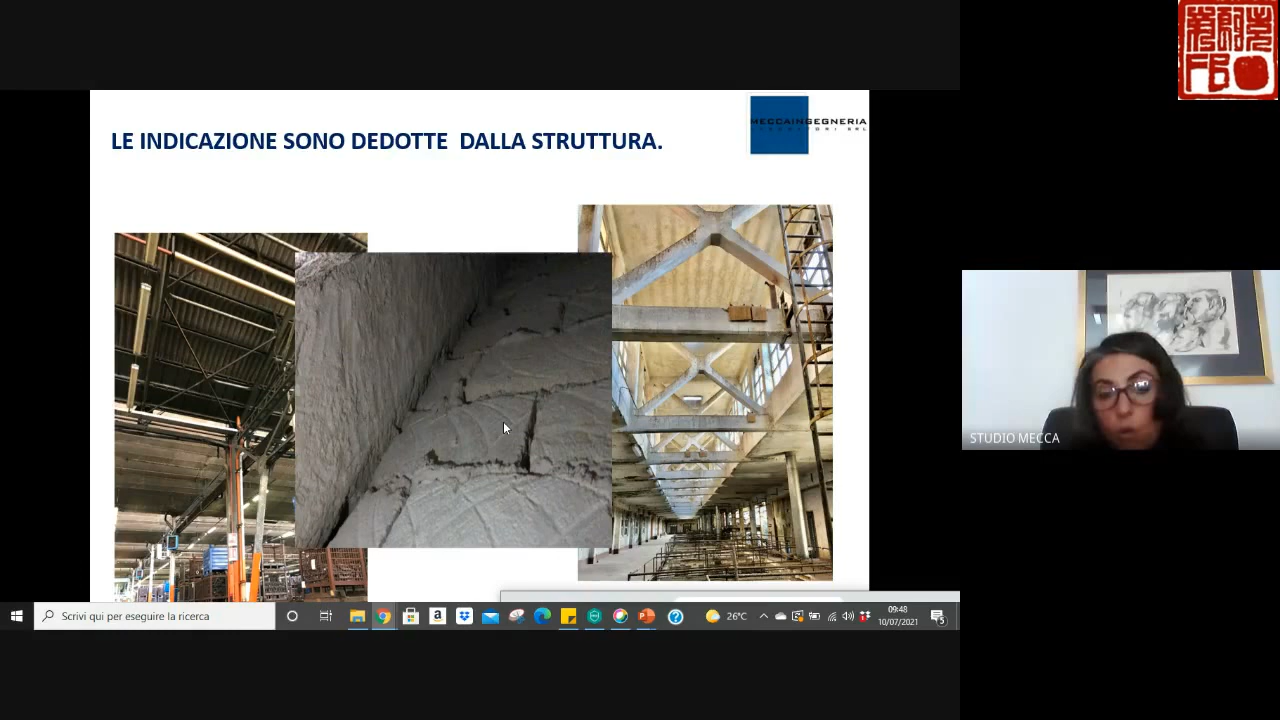 LE INDICAZIONE SONO DEDOTTE DALLA STRUTTURA.
MECCAINGEGNERIA
STUDIO MECCA
Scrivi qui per eseguire la ricerca
26°C
09:48
10/07/2021
5